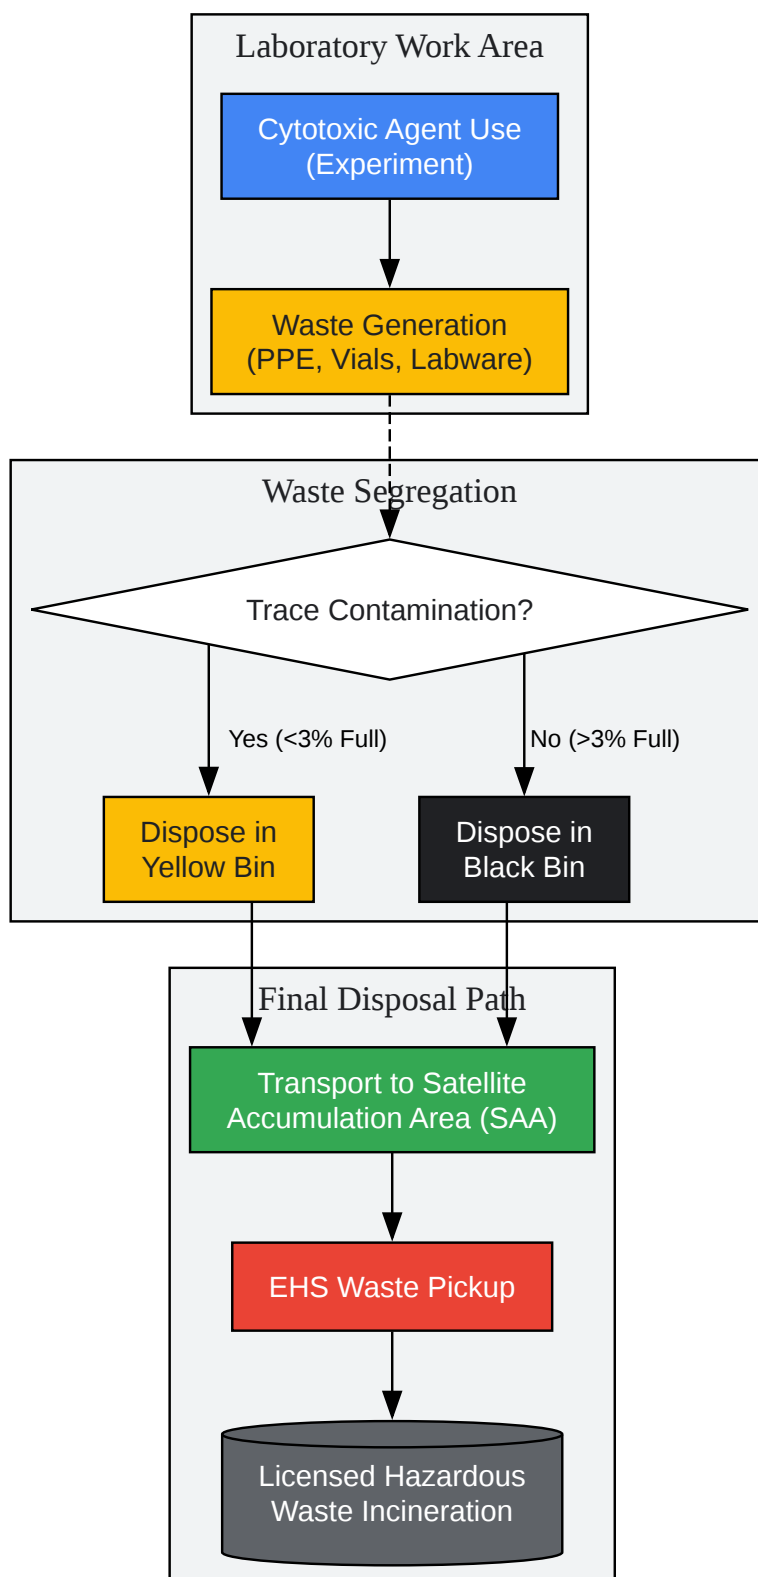 Laboratory Work Area
Cytotoxic Agent Use
(Experiment)
Waste Generation
(PPE, Vials, Labware)
Waste Segregation
Trace Contamination?
Yes (<3% Full)
No (>3% Full)
Dispose in
Yellow Bin
Dispose in
Black Bin
Final Disposal Path
Transport to Satellite
Accumulation Area (SAA)
EHS Waste Pickup
Licensed Hazardous
Waste Incineration